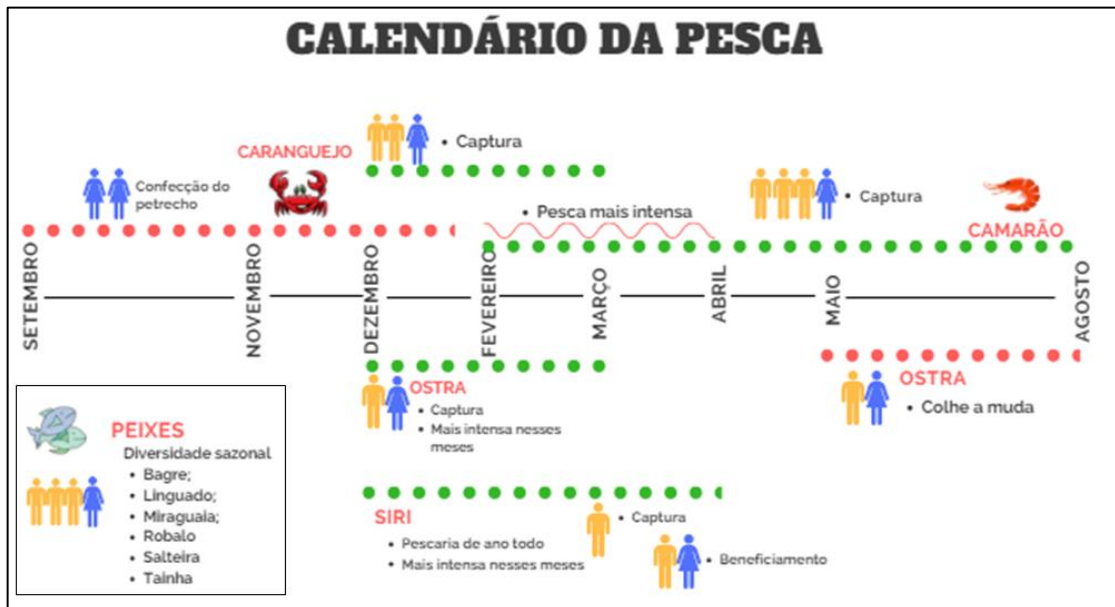 CALENDÁRIO DA PESCA
• Captura
CARANGUEJO
Confecção do
petrecho
• Captura
• Pesca mais intensa
CAMARÃO
SETEMBRO
NOVEMBRO
DEZEMBRO
FEVEREIRO
MARÇO
ABRIL
MAIO
AGOSTO
OSTRA
• Captura
• Mais intensa nesses
meses
OSTRA
• Colhe a muda
PEIXES
Diversidade sazonal
• Bagre;
• Linguado;
• Miraguaia;
• Robalo
• Salteira
• Tainha
SIRI
• Pescaria de ano todo
• Mais intensa nesses meses
• Captura
• Beneficiamento